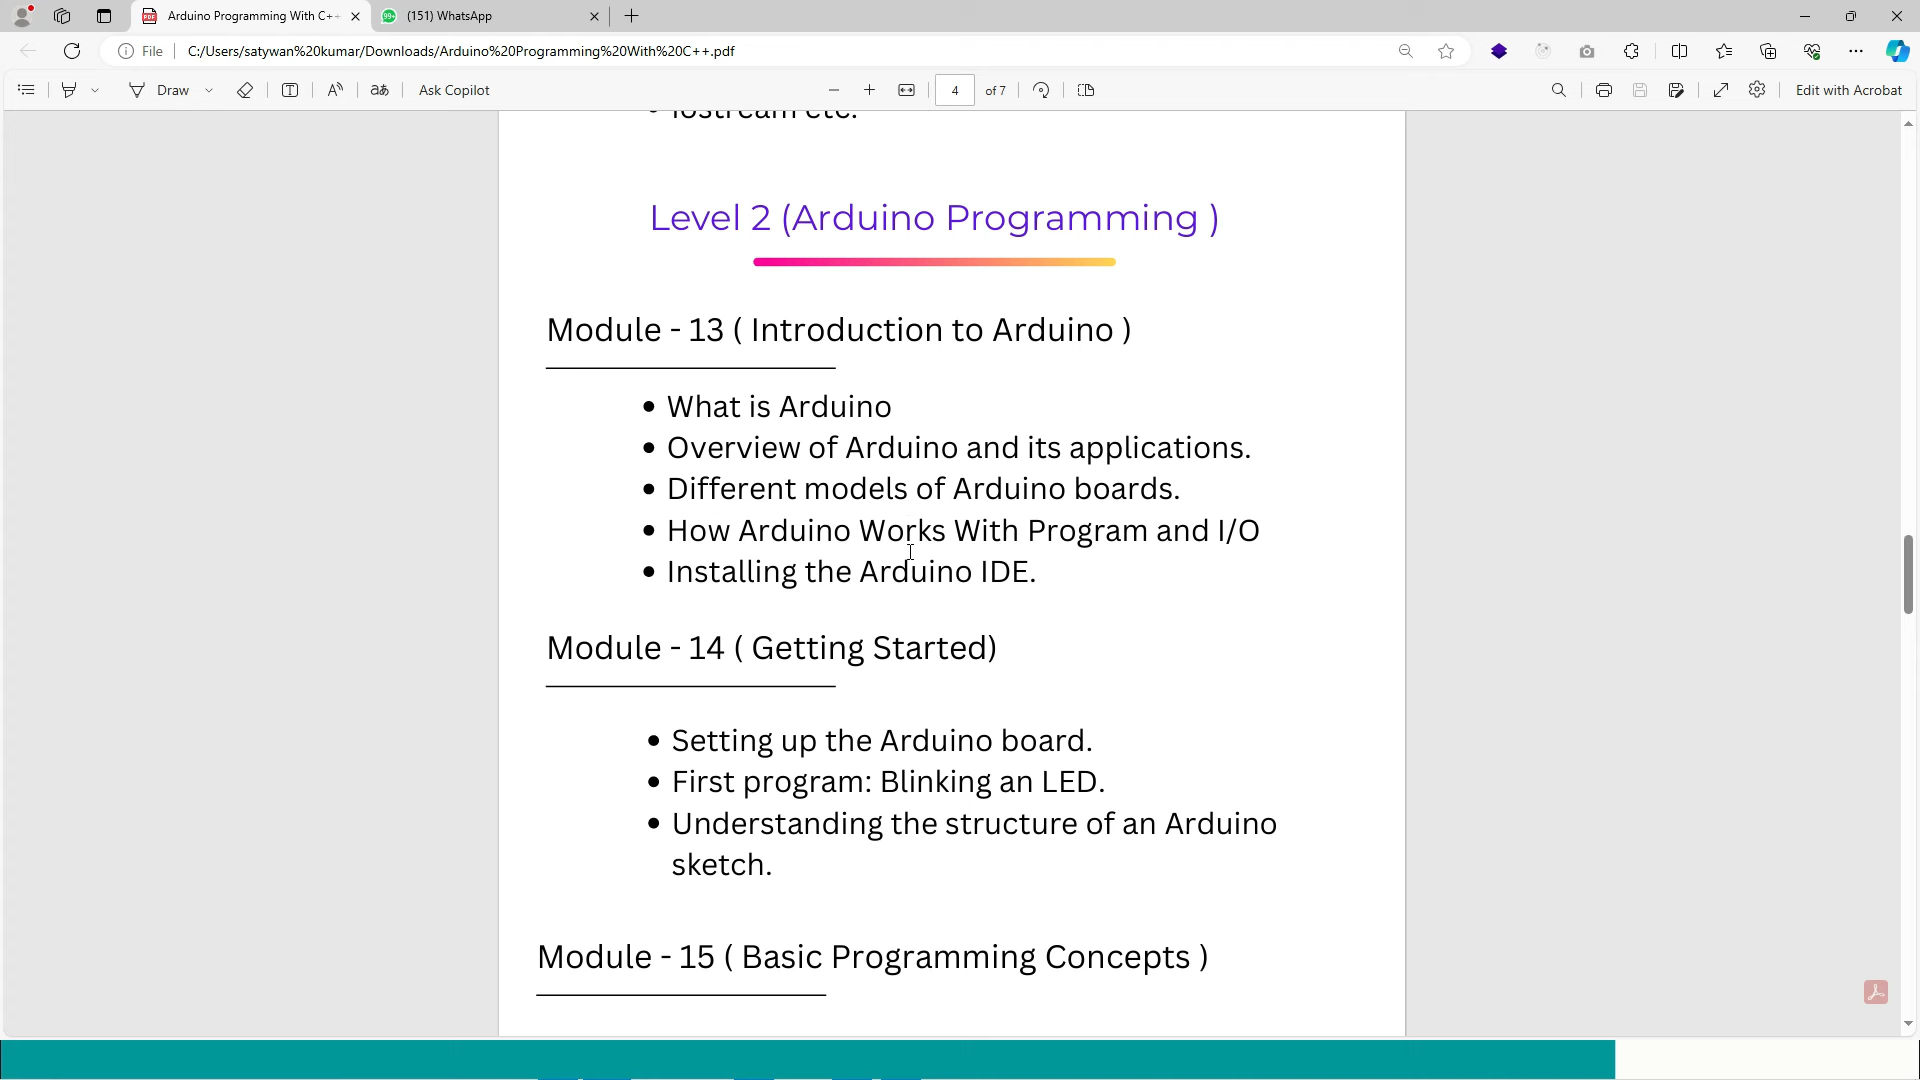 Arduino Programming With C++
(151) WhatsApp
File
C:/Users/satywan%20kumar/Downloads/Arduino%20Programming%20With%20C++.pdf
Draw
Ask Copilot
4 of 7
Edit with Acrobat
Iostream etc.
Level 2 (Arduino Programming )
Module - 13 ( Introduction to Arduino )
• What is Arduino
• Overview of Arduino and its applications.
• Different models of Arduino boards.
• How Arduino Works With Program and I/O
• Installing the Arduino IDE.
Module - 14 ( Getting Started)
• Setting up the Arduino board.
• First program: Blinking an LED.
• Understanding the structure of an Arduino
sketch.
Module - 15 ( Basic Programming Concepts )